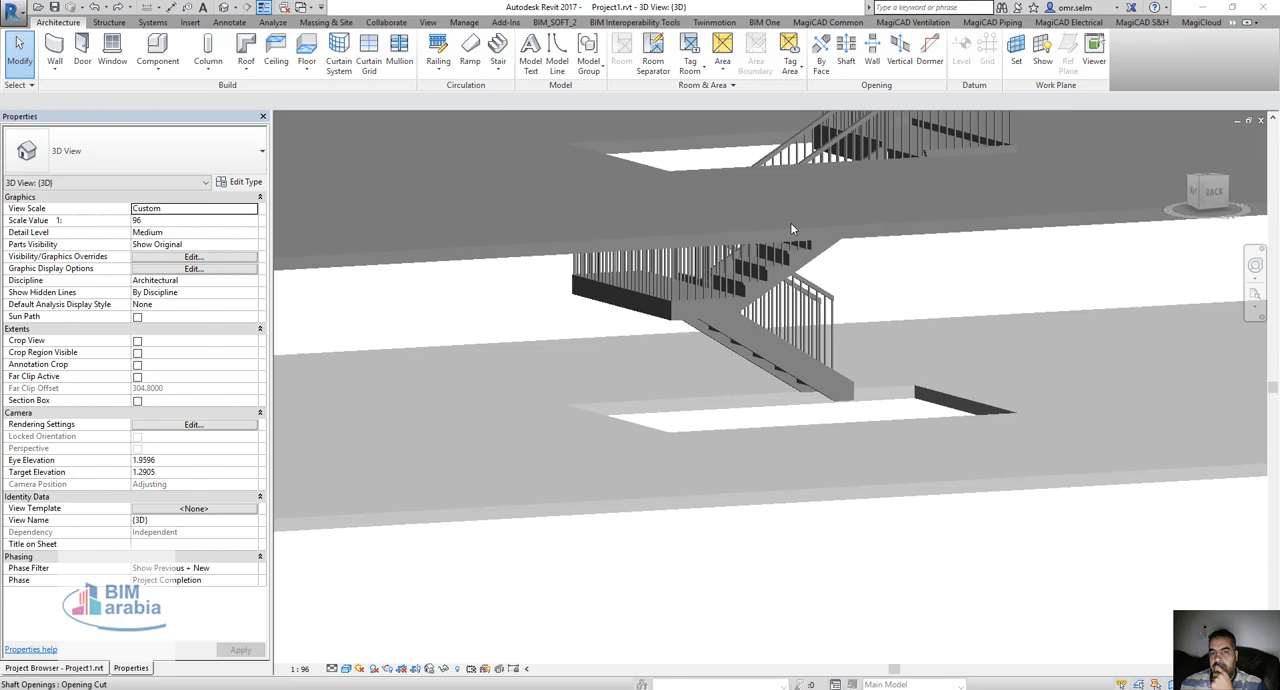 Autodesk Revit 2017 - Project1.rvt - 3D View: {3D}
Type a keyword or phrase
omr.selm
Architecture Structure Systems Insert Annotate Analyze Massing & Site Collaborate View Manage Add-Ins BIM_SOFT_2 BIM Interoperability Tools Twinmotion BIM One MagiCAD Common MagiCAD Ventilation MagiCAD Piping MagiCAD Electrical MagiCAD S&H MagiCloud
Modify Wall Door Window Component Column Roof Ceiling Floor Curtain System Curtain Grid Mullion Railing Ramp Stair Model Text Model Line Model Group Room Room Separator Tag Room Area Area Boundary Tag Area By Face Shaft Wall Vertical Dormer Level Grid Set Show Ref Plane Viewer
Select Build Circulation Model Room & Area Opening Datum Work Plane
Properties
3D View
3D View: {3D} Edit Type
Graphics
View Scale Custom
Scale Value 1: 96
Detail Level Medium
Parts Visibility Show Original
Visibility/Graphics Overrides Edit...
Graphic Display Options Edit...
Discipline Architectural
Show Hidden Lines By Discipline
Default Analysis Display Style None
Sun Path
Extents
Crop View
Crop Region Visible
Annotation Crop
Far Clip Active
Far Clip Offset 304.8000
Section Box
Camera
Rendering Settings Edit...
Locked Orientation
Perspective
Eye Elevation 1.9596
Target Elevation 1.2905
Camera Position Adjusting
Identity Data
View Template <None>
View Name {3D}
Dependency Independent
Title on Sheet
Phasing
Phase Filter Show Previous + New
Phase Project Completion
BIM
arabia
Properties help Apply
Project Browser - Project1.rvt Properties
1 : 96
Shaft Openings : Opening Cut
:0 Main Model
BACK